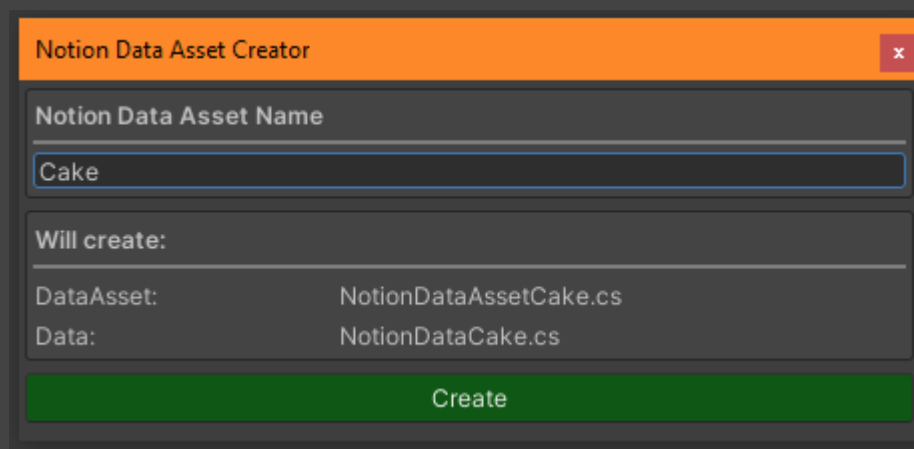 Notion Data Asset Creator
x
Notion Data Asset Name
Cake
Will create:
DataAsset: NotionDataAssetCake.cs
Data: NotionDataCake.cs
Create